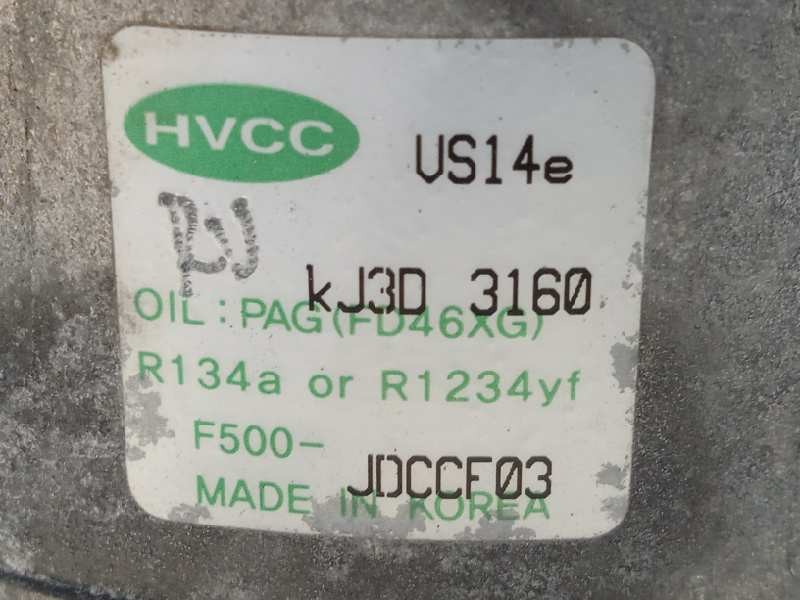 HVCC
VS14e
kJ3D 3160
OIL : PAG(FD46XG)
R134a or R1234yf
F500-
JDCCF03
MADE IN KOREA